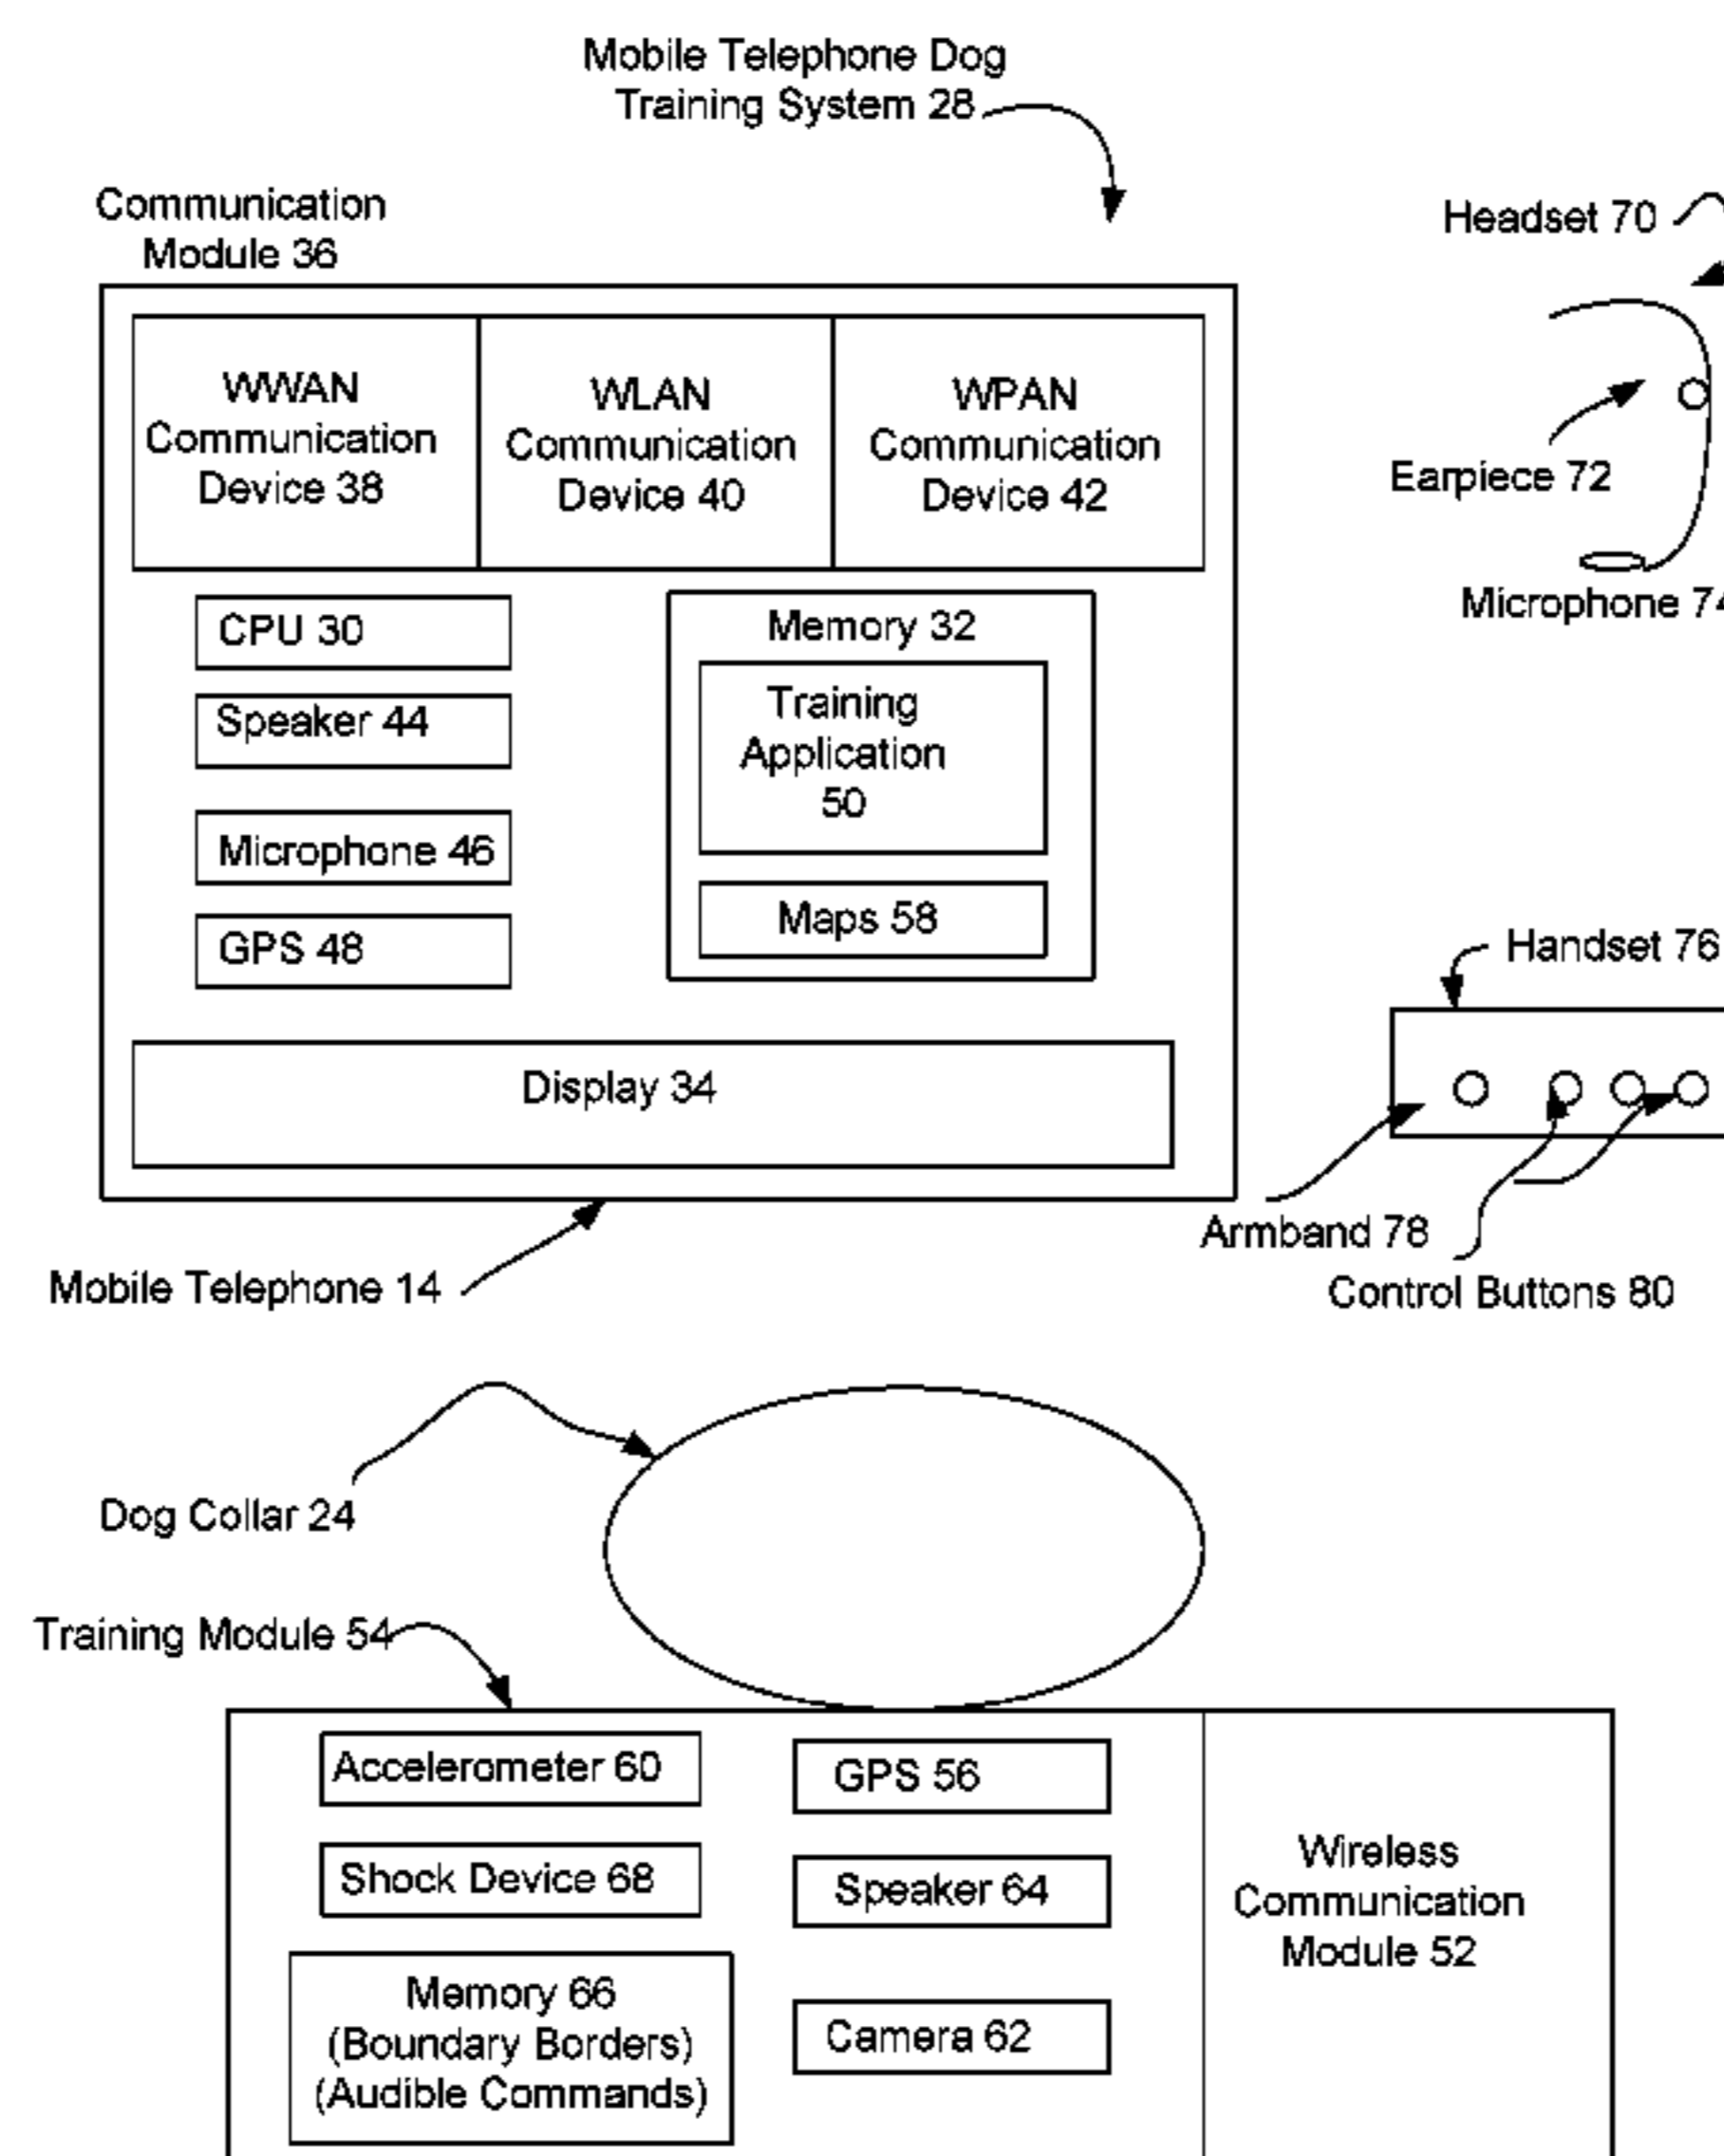 Mobile Telephone Dog
Training System 28
Communication
Module 36
Headset 70
WWAN
Communication
Device 38
WLAN
Communication
Device 40
WPAN
Communication
Device 42
Earpiece 72
Microphone 74
CPU 30
Speaker 44
Microphone 46
GPS 48
Memory 32
Training
Application
50
Maps 58
Handset 76
Display 34
Armband 78
Control Buttons 80
Mobile Telephone 14
Dog Collar 24
Training Module 54
Accelerometer 60
GPS 56
Shock Device 68
Speaker 64
Memory 66
(Boundary Borders)
(Audible Commands)
Camera 62
Wireless
Communication
Module 52